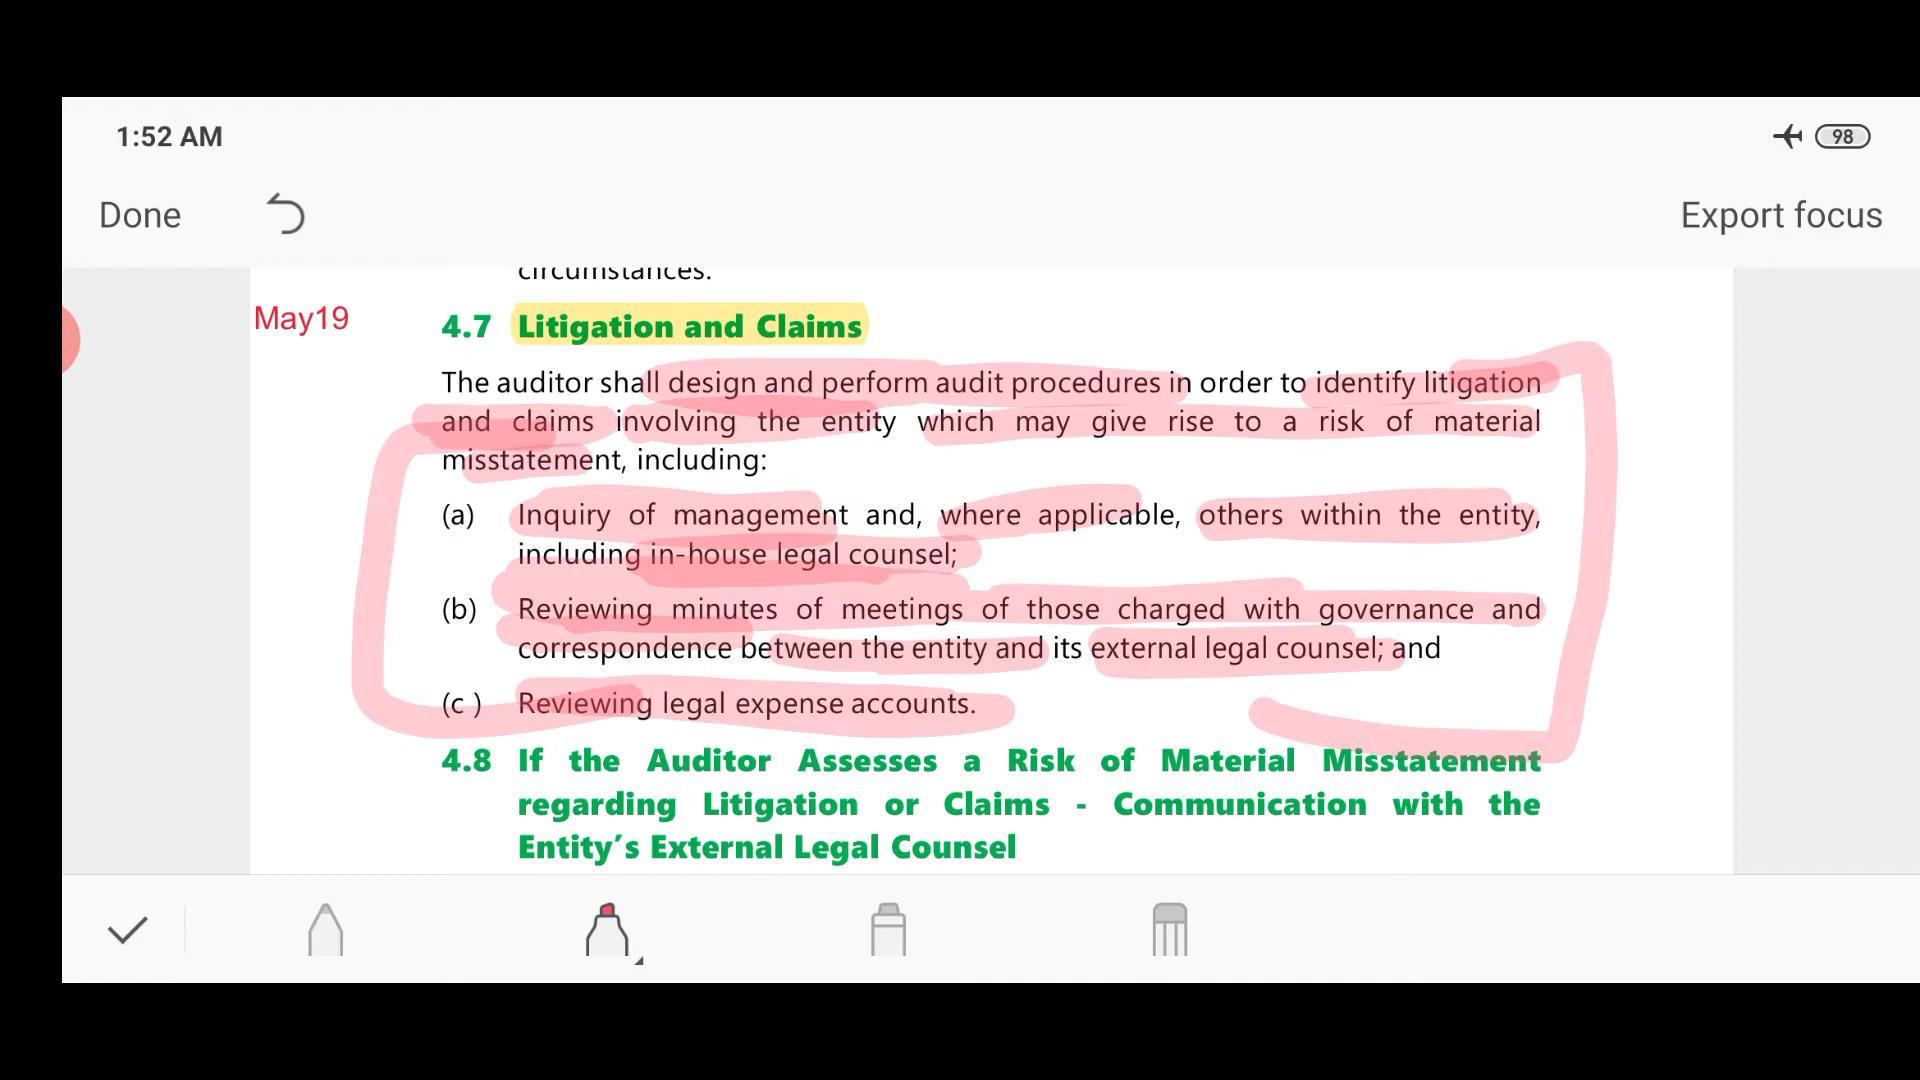 1:52 AM
98
Done
Export focus
circumstances.
May19
4.7 Litigation and Claims
The auditor shall design and perform audit procedures in order to identify litigation
and claims involving the entity which may give rise to a risk of material
misstatement, including:
(a) Inquiry of management and, where applicable, others within the entity,
including in-house legal counsel;
(b) Reviewing minutes of meetings of those charged with governance and
correspondence between the entity and its external legal counsel; and
(c ) Reviewing legal expense accounts.
4.8 If the Auditor Assesses a Risk of Material Misstatement
regarding Litigation or Claims - Communication with the
Entity’s External Legal Counsel